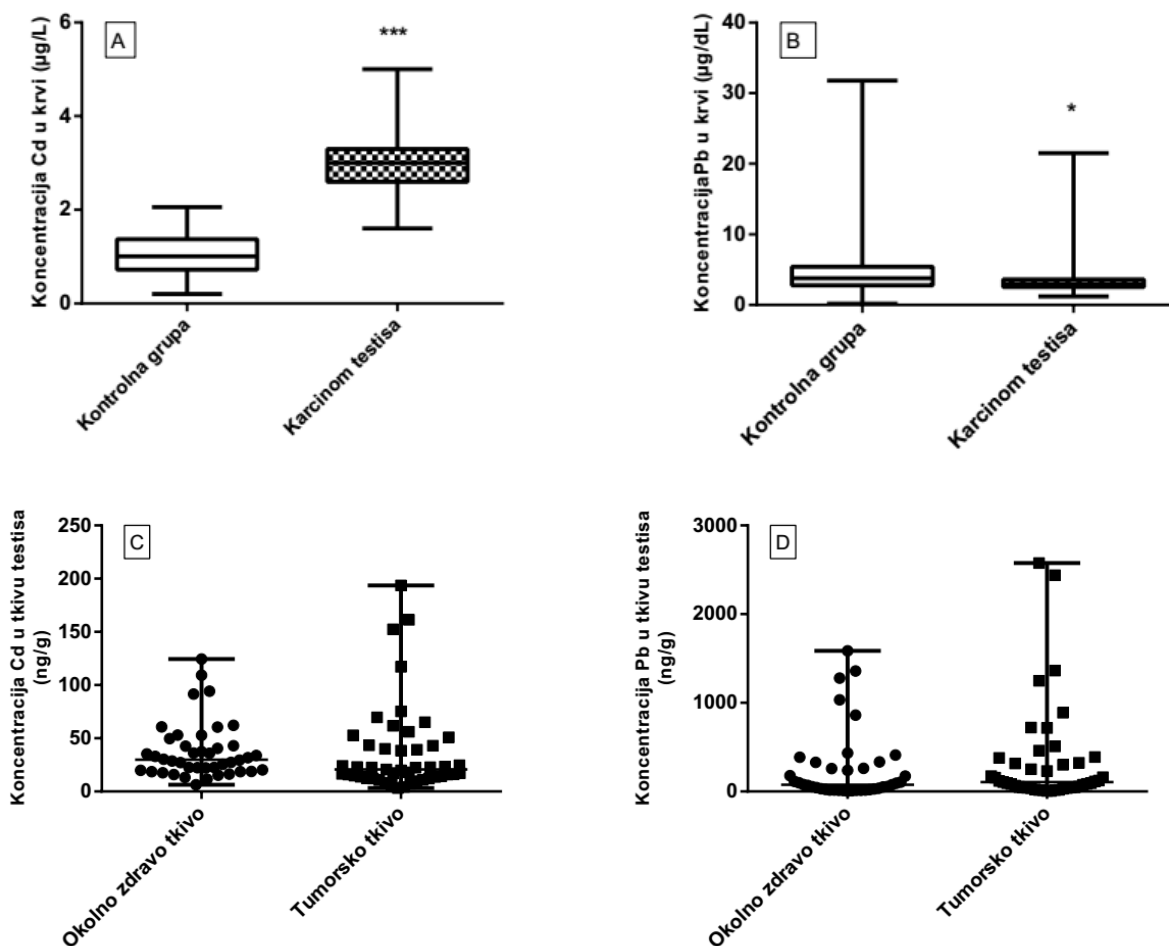 A
Koncentracija Cd u krvi (µg/L)
6
4
2
0
***
Kontrolna grupa
Karcinom testisa
B
KoncentracijaPb u krvi (µg/dL)
40
30
20
10
0
*
Kontrolna grupa
Karcinom testisa
C
Koncentracija Cd u tkivu testisa
(ng/g)
250
200
150
100
50
0
Okolno zdravo tkivo
Tumorsko tkivo
D
Koncentracija Pb u tkivu testisa
(ng/g)
3000
2000
1000
0
Okolno zdravo tkivo
Tumorsko tkivo